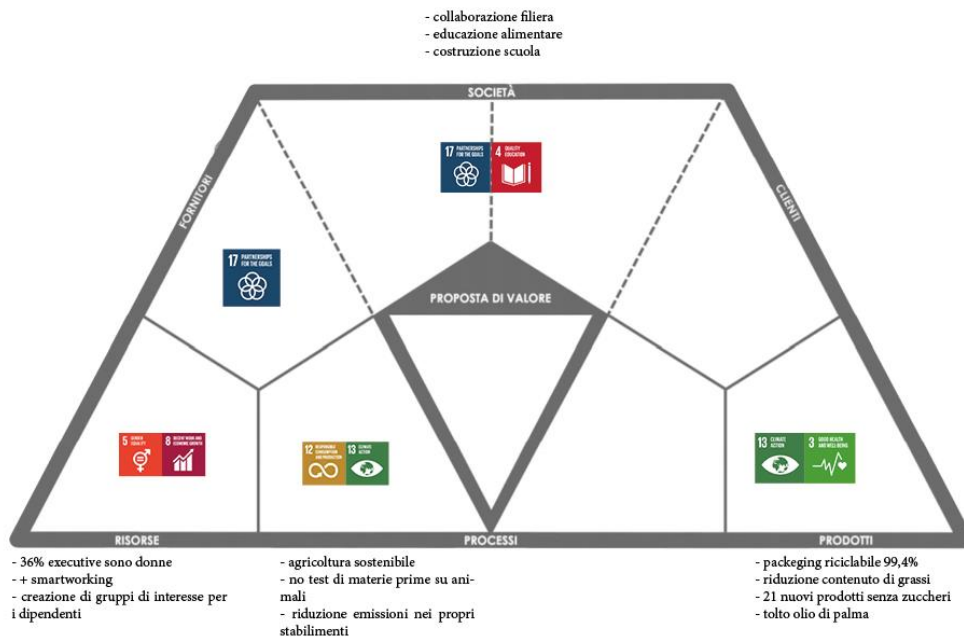 - collaborazione filiera
- educazione alimentare
- costruzione scuola
SOCIETÀ
17 PARTNERSHIPS
FOR THE GOALS
4 QUALITY
EDUCATION
FORNITORI
CLIENTI
17 PARTNERSHIPS
FOR THE GOALS
PROPOSTA DI VALORE
5 GENDER
EQUALITY
8 DECENT WORK AND
ECONOMIC GROWTH
12 RESPONSIBLE
CONSUMPTION
AND PRODUCTION
13 CLIMATE
ACTION
13 CLIMATE
ACTION
3 GOOD HEALTH
AND WELL-BEING
RISORSE
PROCESSI
PRODOTTI
- 36% executive sono donne
- + smartworking
- creazione di gruppi di interesse per
i dipendenti
- agricoltura sostenibile
- no test di materie prime su ani-
mali
- riduzione emissioni nei propri
stabilimenti
- packeging riciclabile 99,4%
- riduzione contenuto di grassi
- 21 nuovi prodotti senza zuccheri
- tolto olio di palma